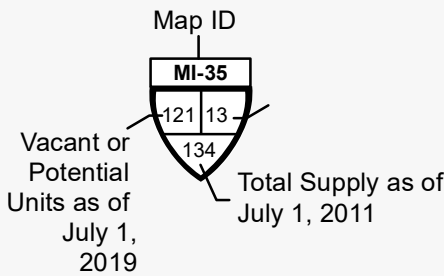 Map ID
MI-35
121 13
134
Vacant or
Potential
Units as of
July 1,
2019
Total Supply as of
July 1, 2011